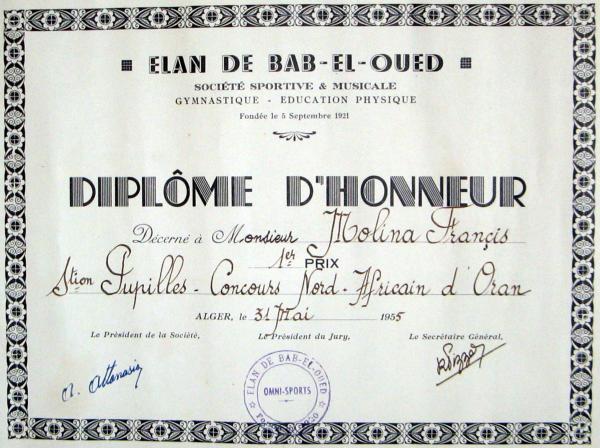 ELAN DE BAB-EL-OUED
SOCIÉTÉ SPORTIVE & MUSICALE
GYMNASTIQUE - EDUCATION PHYSIQUE
Fondée le 5 Septembre 1921
DIPLÔME D'HONNEUR
Décerné à Monsieur Molina Françis
1er PRIX
Stion Pupilles - Concours Nord-Africain d'Oran
ALGER, le 31 Mai 1955
Le Président de la Société, Le Président du Jury, Le Secrétaire Général,
ELAN DE BAB-EL-OUED
OMNI-SPORTS